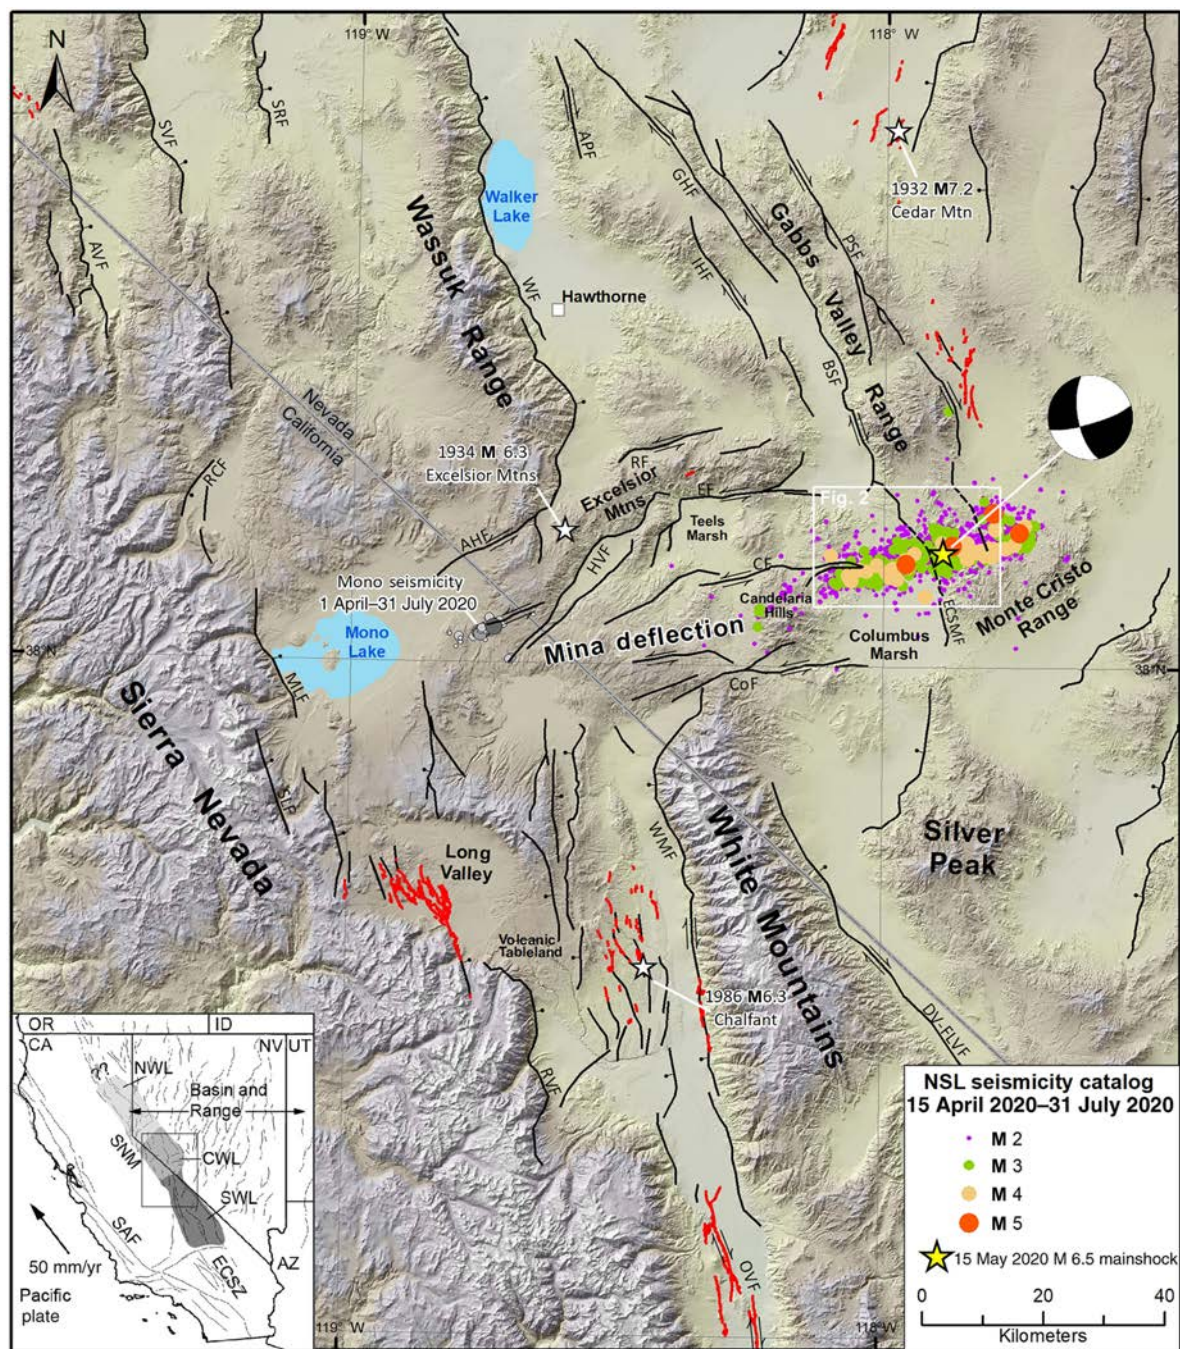 119° W
118° W
N
SRF
SVF
APF
1932 M7.2
Cedar Mtn
Walker
Lake
GHF
Gabbs
Valley
Range
PSF
Wassuk
Range
AVF
IHF
WF
Hawthorne
BSF
Nevada
California
1934 M 6.3
Excelsior Mtns
RF
RCF
Excelsior
Mtns
EF
Fig. 2
Teels
Marsh
AHF
HVF
CF
Mono seismicity
1 April–31 July 2020
Candelaria
Hills
Monte Cristo
Range
ECSMF
Mono
Lake
Mina deflection
Columbus
Marsh
38°N
38°N
MLF
CoF
Sierra
Nevada
SLF
WMF
White Mountains
Silver
Peak
Long
Valley
Volcanic
Tableland
1986 M6.3
Chalfant
DV-FLVF
RVF
OVF
OR
ID
CA
NV
UT
NWL
Basin and
Range
SNM
CWL
SWL
SAF
ECSZ
AZ
50 mm/yr
Pacific
plate
119° W
118° W
NSL seismicity catalog
15 April 2020–31 July 2020
M 2
M 3
M 4
M 5
15 May 2020 M 6.5 mainshock
0 20 40
Kilometers